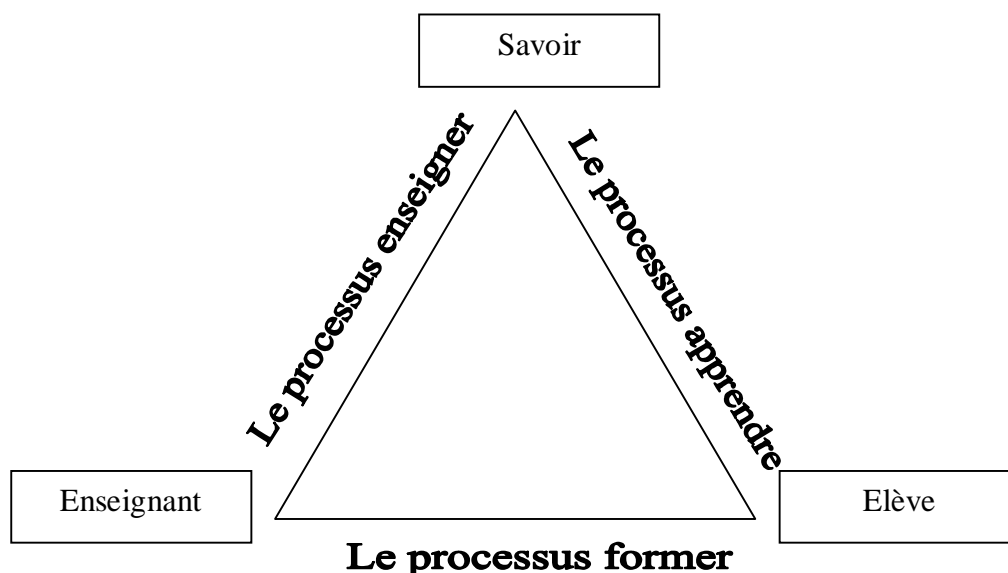 Savoir
Le processus enseigner
Le processus apprendre
Enseignant
Elève
Le processus former